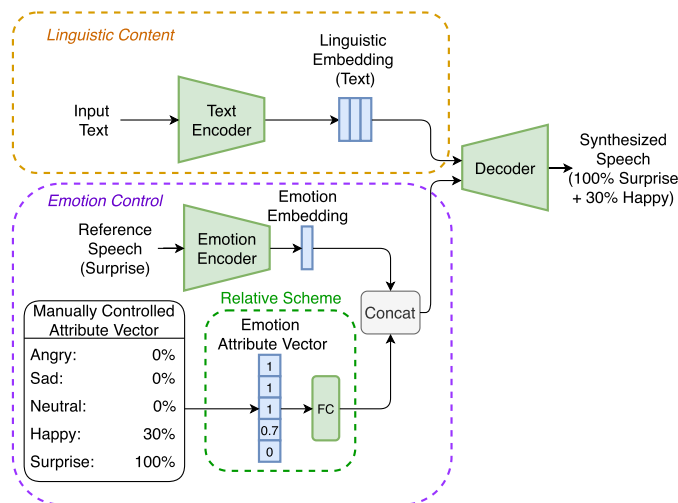 Linguistic Content
Input
Text
Text
Encoder
Linguistic
Embedding
(Text)
Decoder
Synthesized
Speech
(100% Surprise
+ 30% Happy)
Emotion Control
Reference
Speech
(Surprise)
Emotion
Encoder
Emotion
Embedding
Concat
Manually Controlled
Attribute Vector
Angry: 0%
Sad: 0%
Neutral: 0%
Happy: 30%
Surprise: 100%
Relative Scheme
Emotion
Attribute Vector
1
1
1
0.7
0
FC